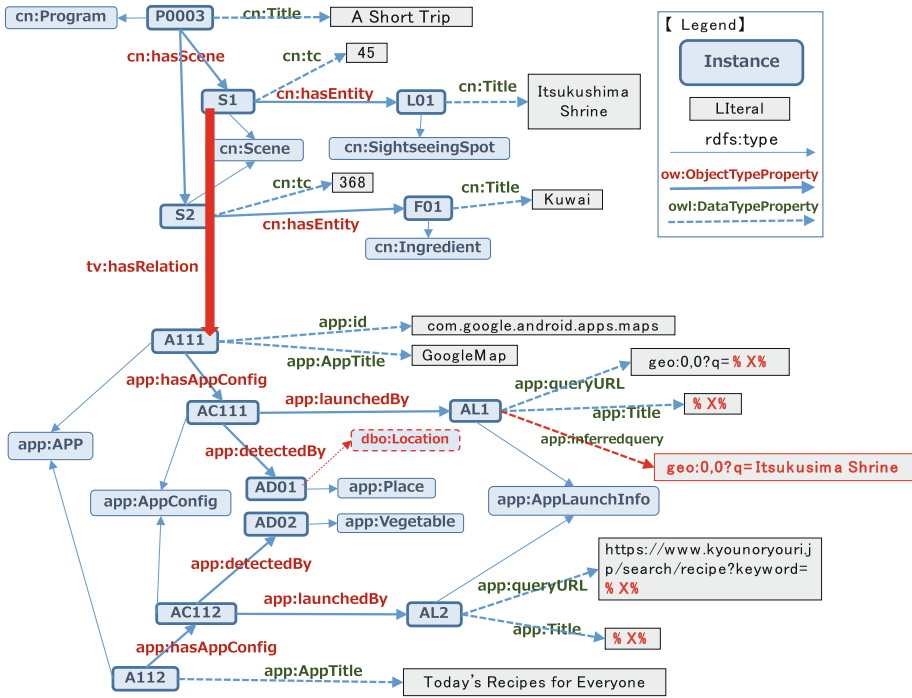 cn:Program
P0003
cn:Title
A Short Trip
cn:hasScene
cn:tc
45
S1
cn:hasEntity
L01
cn:Title
Itsukushima
Shrine
cn:Scene
cn:SightseeingSpot
cn:tc
368
S2
cn:hasEntity
F01
cn:Title
Kuwai
cn:Ingredient
tv:hasRelation
【 Legend】
Instance
LIteral
rdfs:type
ow:ObjectTypeProperty
owl:DataTypeProperty
A111
app:id
com.google.android.apps.maps
app:AppTitle
GoogleMap
app:hasAppConfig
AC111
app:launchedBy
AL1
app:queryURL
geo:0,0?q= % X%
app:Title
% X%
app:inferredquery
geo:0,0?q= Itsukusima Shrine
app:APP
app:detectedBy
dbo:Location
AD01
app:Place
app:AppConfig
app:AppLaunchInfo
AD02
app:Vegetable
app:detectedBy
AC112
app:launchedBy
AL2
app:queryURL
https://www.kyounoryouri.j
p/search/recipe?keyword=
% X%
app:Title
% X%
app:hasAppConfig
A112
app:AppTitle
Today's Recipes for Everyone